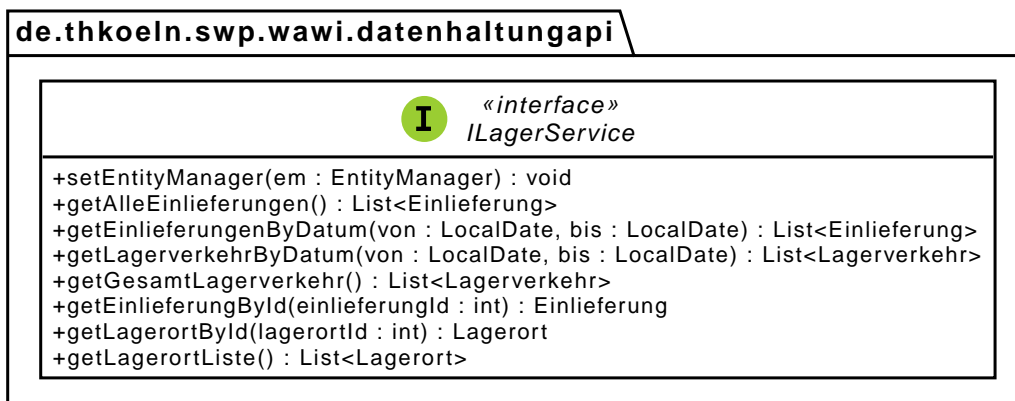 de.thkoeln.swp.wawi.datenhaltungapi
I
«interface»
ILagerService
+setEntityManager(em : EntityManager) : void
+getAlleEinlieferungen() : List<Einlieferung>
+getEinlieferungenByDatum(von : LocalDate, bis : LocalDate) : List<Einlieferung>
+getLagerverkehrByDatum(von : LocalDate, bis : LocalDate) : List<Lagerverkehr>
+getGesamtLagerverkehr() : List<Lagerverkehr>
+getEinlieferungById(einlieferungId : int) : Einlieferung
+getLagerortById(lagerortId : int) : Lagerort
+getLagerortListe() : List<Lagerort>